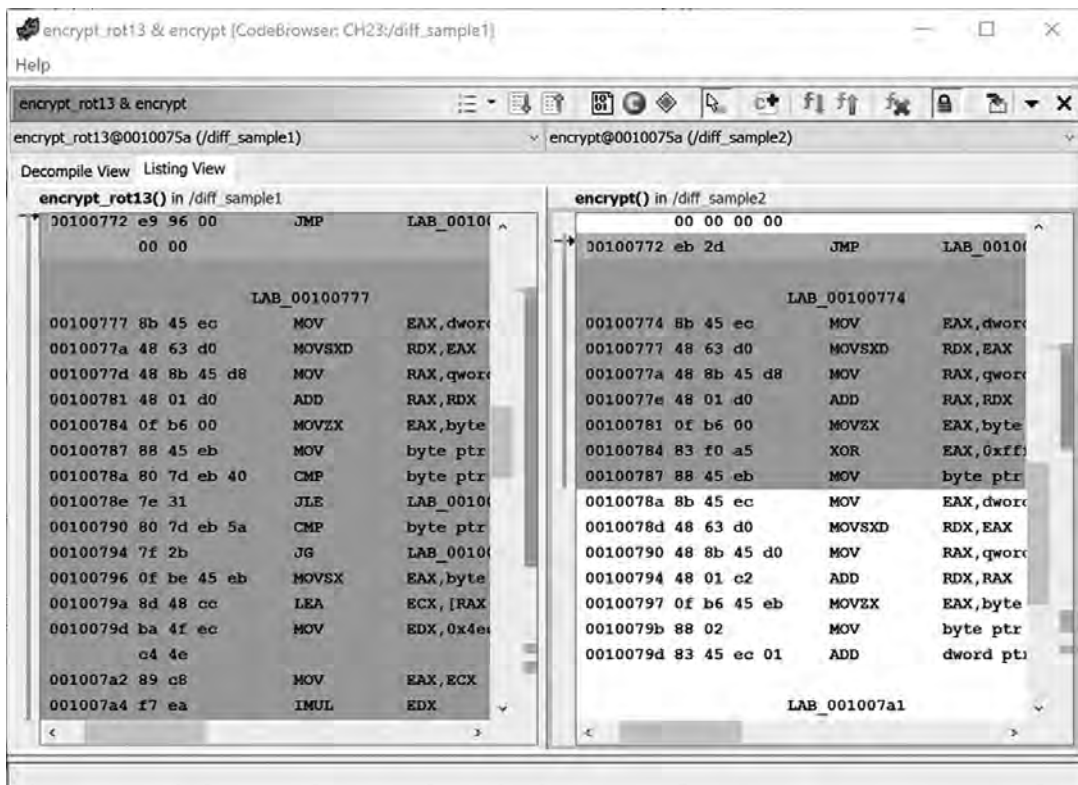 encrypt_rot13 & encrypt [CodeBrowser: CH23:/diff_sample1]
Help
encrypt_rot13 & encrypt
encrypt_rot13@0010075a (/diff_sample1)
encrypt@0010075a (/diff_sample2)
Decompile View Listing View
encrypt_rot13() in /diff_sample1
00100772 e9 96 00 JMP LAB_0010
00 00
LAB_00100777
00100777 8b 45 ec MOV EAX,dword
0010077a 48 63 d0 MOVSXD RDX,EAX
0010077d 48 8b 45 d8 MOV RAX,qword
00100781 48 01 d0 ADD RAX,RDX
00100784 0f b6 00 MOVZX EAX,byte
00100787 88 45 eb MOV byte ptr
0010078a 80 7d eb 40 CMP byte ptr
0010078e 7e 31 JLE LAB_0010
00100790 80 7d eb 5a CMP byte ptr
00100794 7f 2b JG LAB_0010
00100796 0f be 45 eb MOVSX EAX,byte
0010079a 8d 48 cc LEA ECX,[RAX
0010079d ba 4f ec MOV EDX,0x4e
c4 4e
001007a2 89 c8 MOV EAX,ECX
001007a4 f7 ea IMUL EDX
encrypt() in /diff_sample2
00 00 00 00
00100772 eb 2d JMP LAB_0010
LAB_00100774
00100774 8b 45 ec MOV EAX,dword
00100777 48 63 d0 MOVSXD RDX,EAX
0010077a 48 8b 45 d8 MOV RAX,qword
0010077e 48 01 d0 ADD RAX,RDX
00100781 0f b6 00 MOVZX EAX,byte
00100784 83 f0 a5 XOR EAX,0xff
00100787 88 45 eb MOV byte ptr
0010078a 8b 45 ec MOV EAX,dword
0010078d 48 63 d0 MOVSXD RDX,EAX
00100790 48 8b 45 d0 MOV RAX,qword
00100794 48 01 c2 ADD RDX,RAX
00100797 0f b6 45 eb MOVZX EAX,byte
0010079b 88 02 MOV byte ptr
0010079d 83 45 ec 01 ADD dword pt
LAB_001007a1